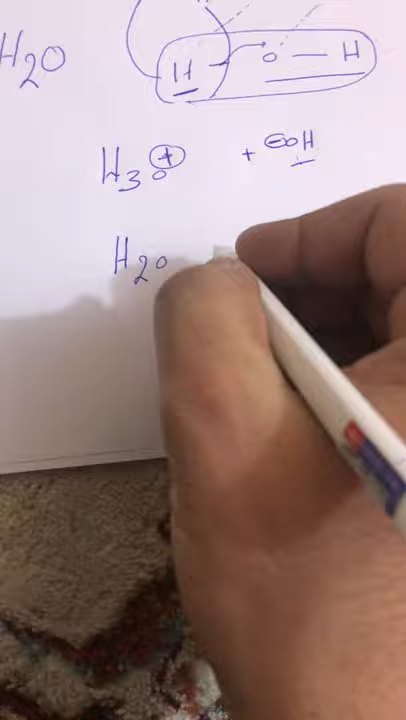 H2O
H — O — H
H3O⊕ + ⊖OH
H2O